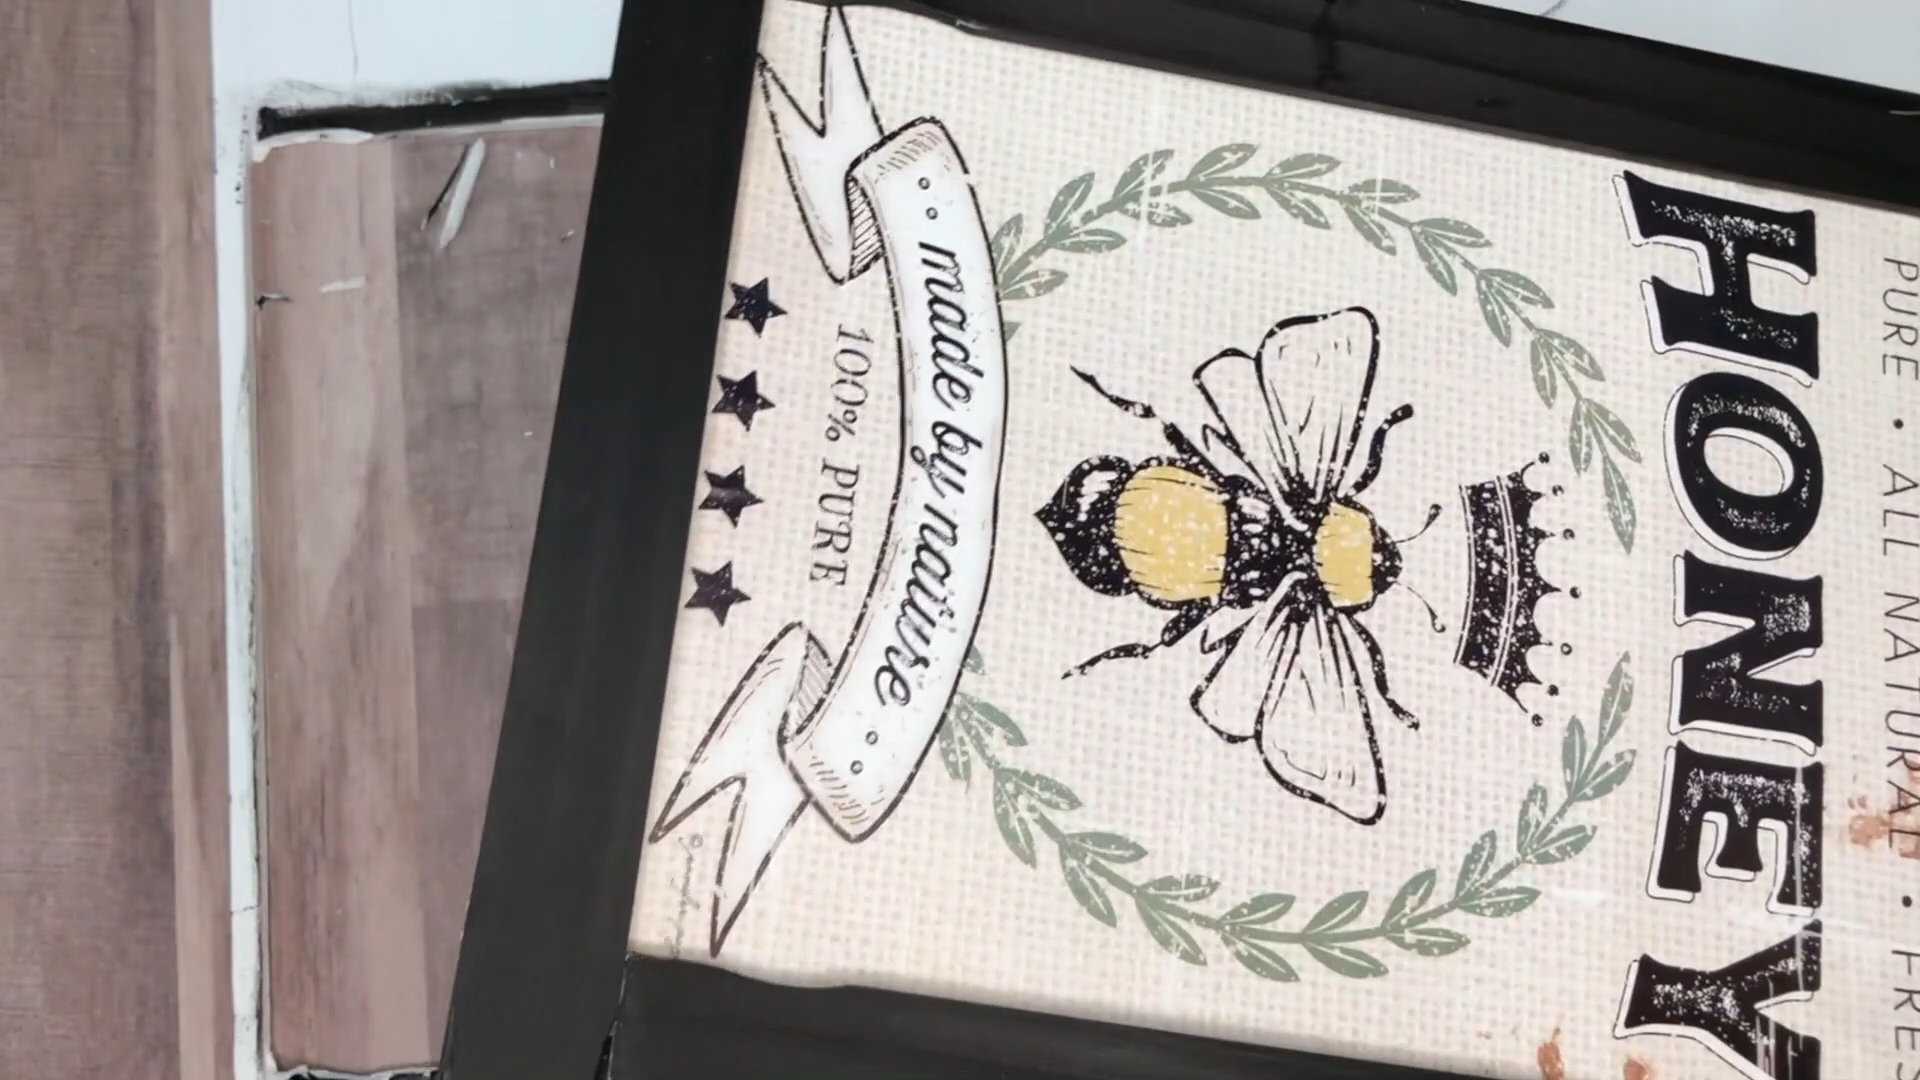 PURE • ALL NATURAL • FRES
HONEY
made by nature
100% PURE